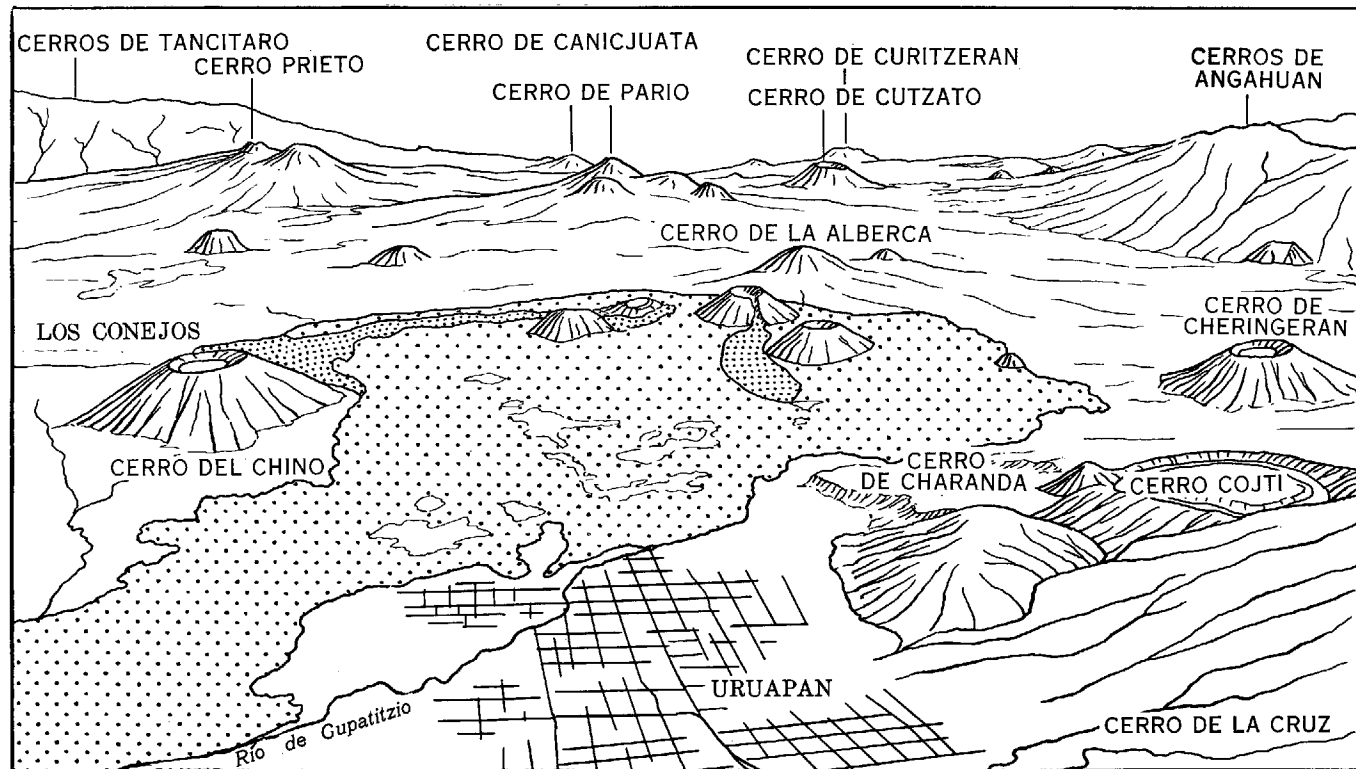 CERROS DE TANCITARO
CERRO PRIETO
CERRO DE CANICJUATA
CERRO DE PARIO
CERRO DE CURITZERAN
CERRO DE CUTZATO
CERROS DE
ANGAHUAN
CERRO DE LA ALBERCA
LOS CONEJOS
CERRO DE
CHERINGERAN
CERRO DEL CHINO
CERRO
DE CHARANDA
CERRO COJTI
URUAPAN
Río de Gupatitzio
CERRO DE LA CRUZ